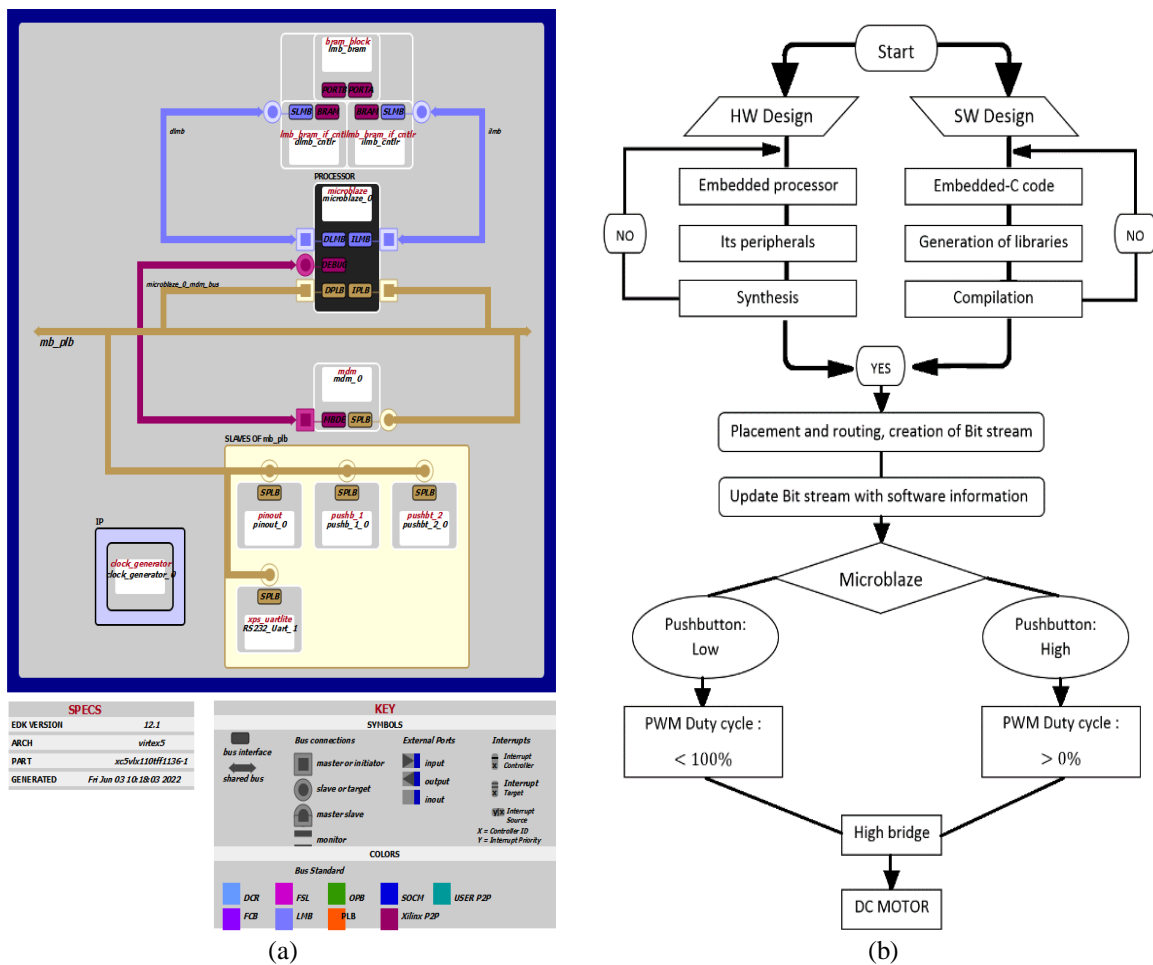 bram_block
lmb_bram
PORTB PORTA
SLMB BRAM
BRAM SLMB
lmb_bram_if_cntlr
dlmb_cntlr
lmb_bram_if_cntlr
ilmb_cntlr
dlmb
ilmb
PROCESSOR
microblaze
microblaze_0
DLMB ILMB
DEBUG
DPLB IPLB
microblaze_0_mdm_bus
mb_plb
mdm
mdm_0
MBDE SPLB
SLAVES OF mb_plb
SPLB
pinout
pinout_0
SPLB
pushb_1
pushb_1_0
SPLB
pushbt_2
pushbt_2_0
SPLB
xps_uartlite
RS232_Uart_1
IP
clock_generator
clock_generator_0
SPECS
EDK VERSION 12.1
ARCH virtex5
PART xc5vlx110tff1136-1
GENERATED Fri Jun 03 10:18:03 2022
KEY
SYMBOLS
bus interface
shared bus
Bus connections
master or initiator
slave or target
master slave
monitor
External Ports
input
output
inout
Interrupts
Interrupt
Controller
Interrupt
Target
Interrupt
Source
X = Controller ID
Y = Interrupt Priority
COLORS
Bus Standard
DCR FSL OPB SOCM USER P2P
FCB LMB PLB Xilinx P2P
(a)
Start
HW Design
SW Design
Embedded processor
Embedded-C code
NO
Its peripherals
Generation of libraries
NO
Synthesis
Compilation
YES
Placement and routing, creation of Bit stream
Update Bit stream with software information
Microblaze
Pushbutton:
Low
Pushbutton:
High
PWM Duty cycle :
< 100%
PWM Duty cycle :
> 0%
High bridge
DC MOTOR
(b)